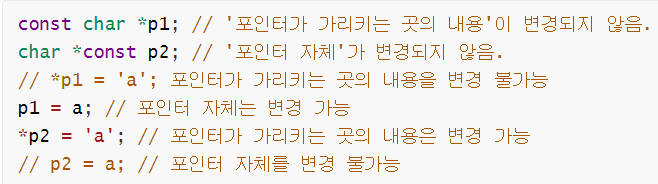 const char *p1; // '포인터가 가리키는 곳의 내용'이 변경되지 않음.
char *const p2; // '포인터 자체'가 변경되지 않음.
// *p1 = 'a'; 포인터가 가리키는 곳의 내용을 변경 불가능
p1 = a; // 포인터 자체는 변경 가능
*p2 = 'a'; // 포인터가 가리키는 곳의 내용은 변경 가능
// p2 = a; // 포인터 자체를 변경 불가능